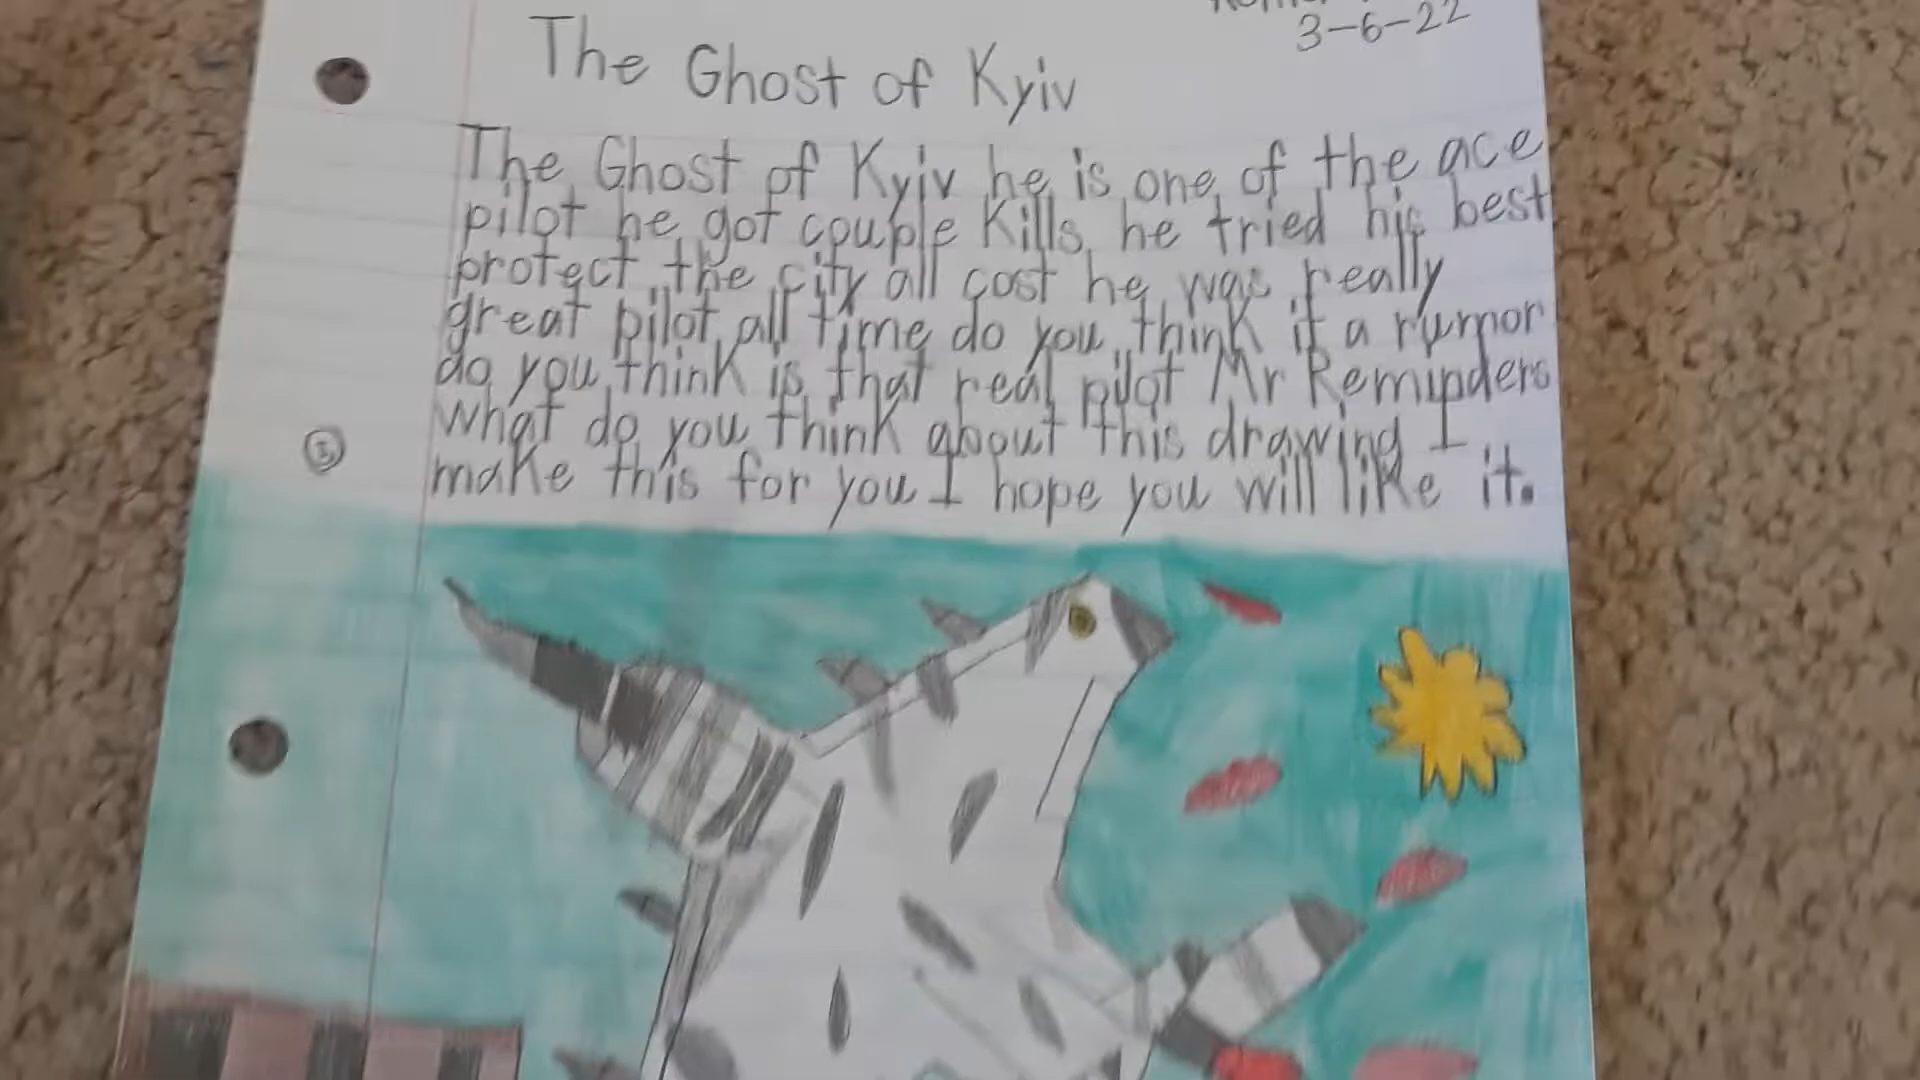 3-6-22
The Ghost of Kyiv
The Ghost of Kyiv he is one of the ace
pilot he got couple kills he tried his best
protect the city all cost he was really
great pilot all time do you think it a rumor
do you think is that real pilot Mr Reminders
what do you think about this drawing I
make this for you I hope you will like it.